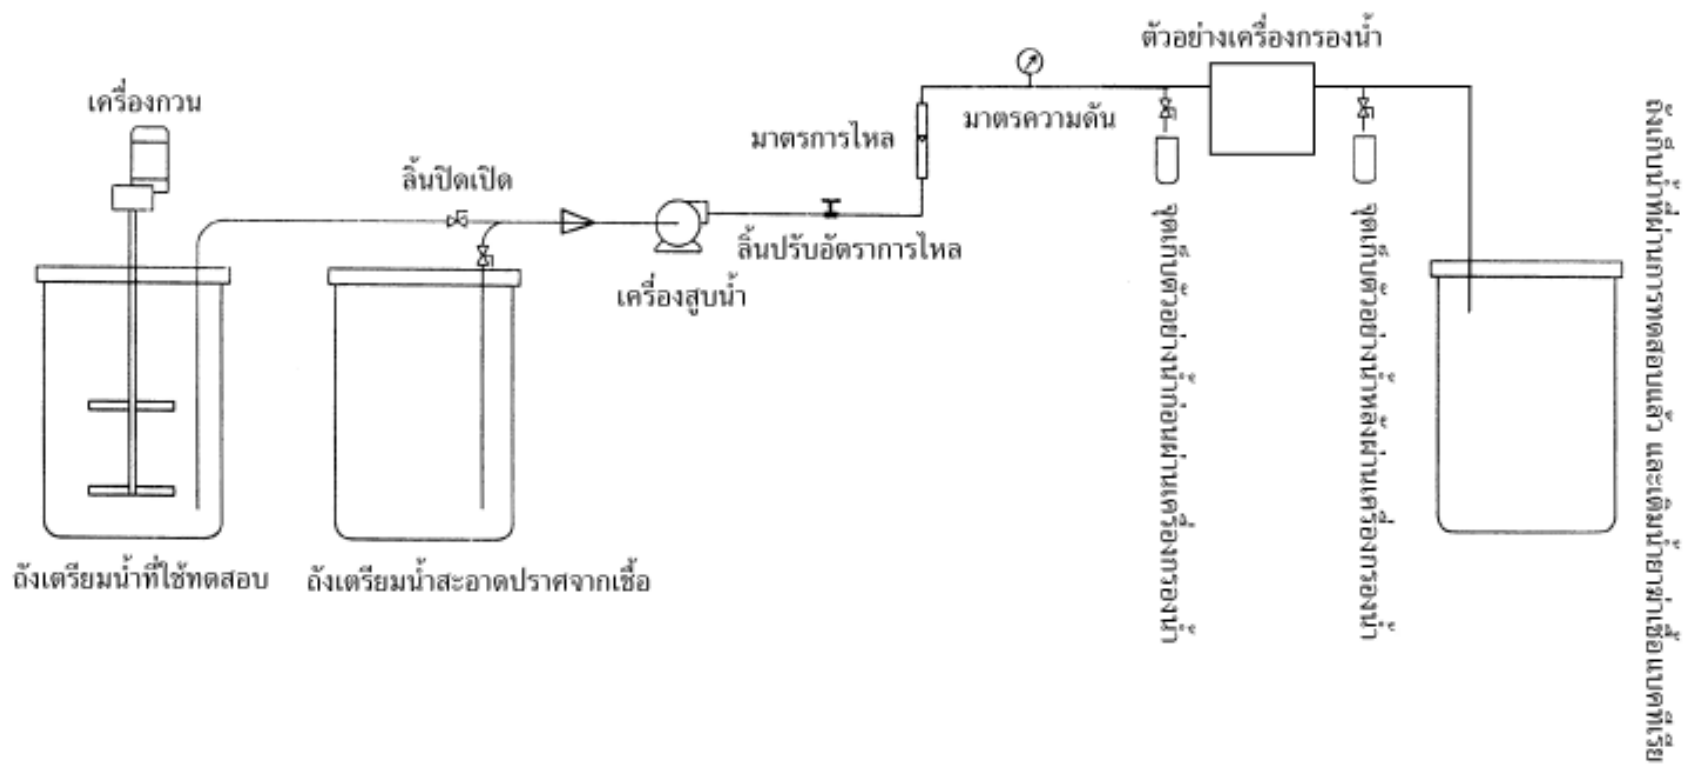 ตัวอย่างเครื่องกรองน้ำ
เครื่องกวน
มาตรการไหล
มาตรความดัน
ลิ้นปิดเปิด
ลิ้นปรับอัตราการไหล
เครื่องสูบน้ำ
ถังเตรียมน้ำที่ใช้ทดสอบ
ถังเตรียมน้ำสะอาดปราศจากเชื้อ
จุดเก็บตัวอย่างน้ำก่อนผ่านเครื่องกรองน้ำ
จุดเก็บตัวอย่างน้ำหลังผ่านเครื่องกรองน้ำ
ถังเก็บน้ำที่ผ่านการทดสอบแล้ว และเติมน้ำยาฆ่าเชื้อแบคทีเรีย